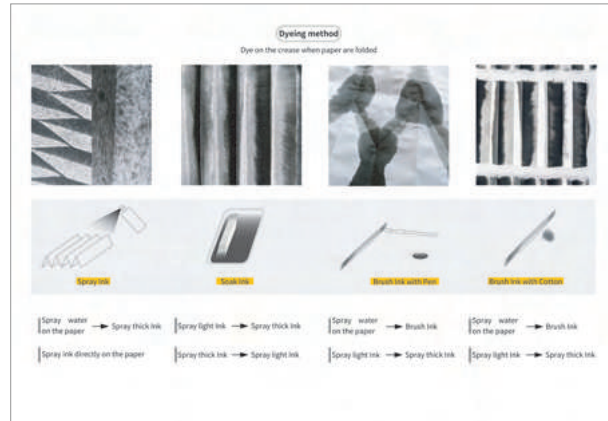 Dyeing method
Dye on the crease when paper are folded
Spray Ink
Soak Ink
Brush Ink with Pen
Brush Ink with Cotton
Spray water
on the paper
Spray thick Ink
Spray light Ink
Spray thick Ink
Spray water
on the paper
Brush Ink
Spray water
on the paper
Brush Ink
Spray ink directly on the paper
Spray thick Ink
Spray light Ink
Spray light Ink
Spray thick Ink
Spray light Ink
Spray thick Ink